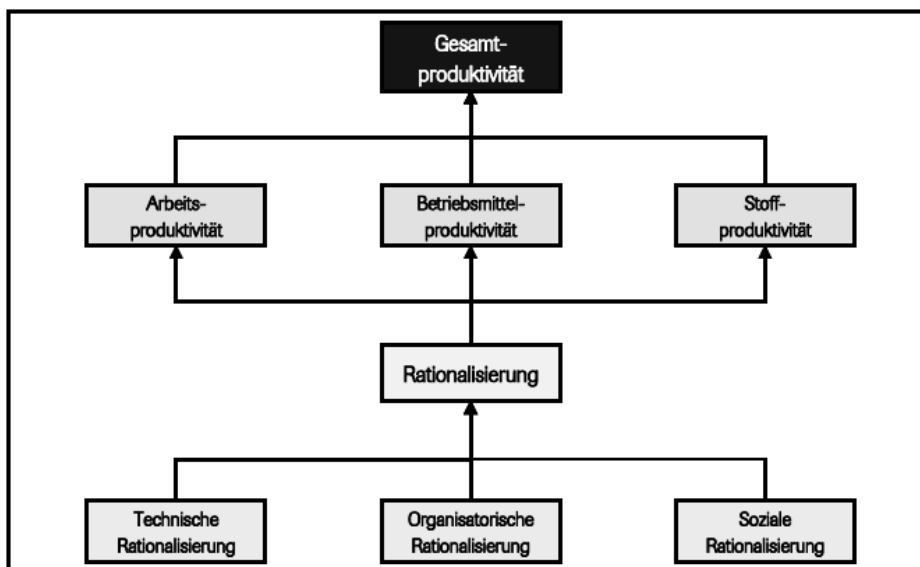 Gesamt-
produktivität
Arbeits-
produktivität
Betriebsmittel-
produktivität
Stoff-
produktivität
Rationalisierung
Technische
Rationalisierung
Organisatorische
Rationalisierung
Soziale
Rationalisierung